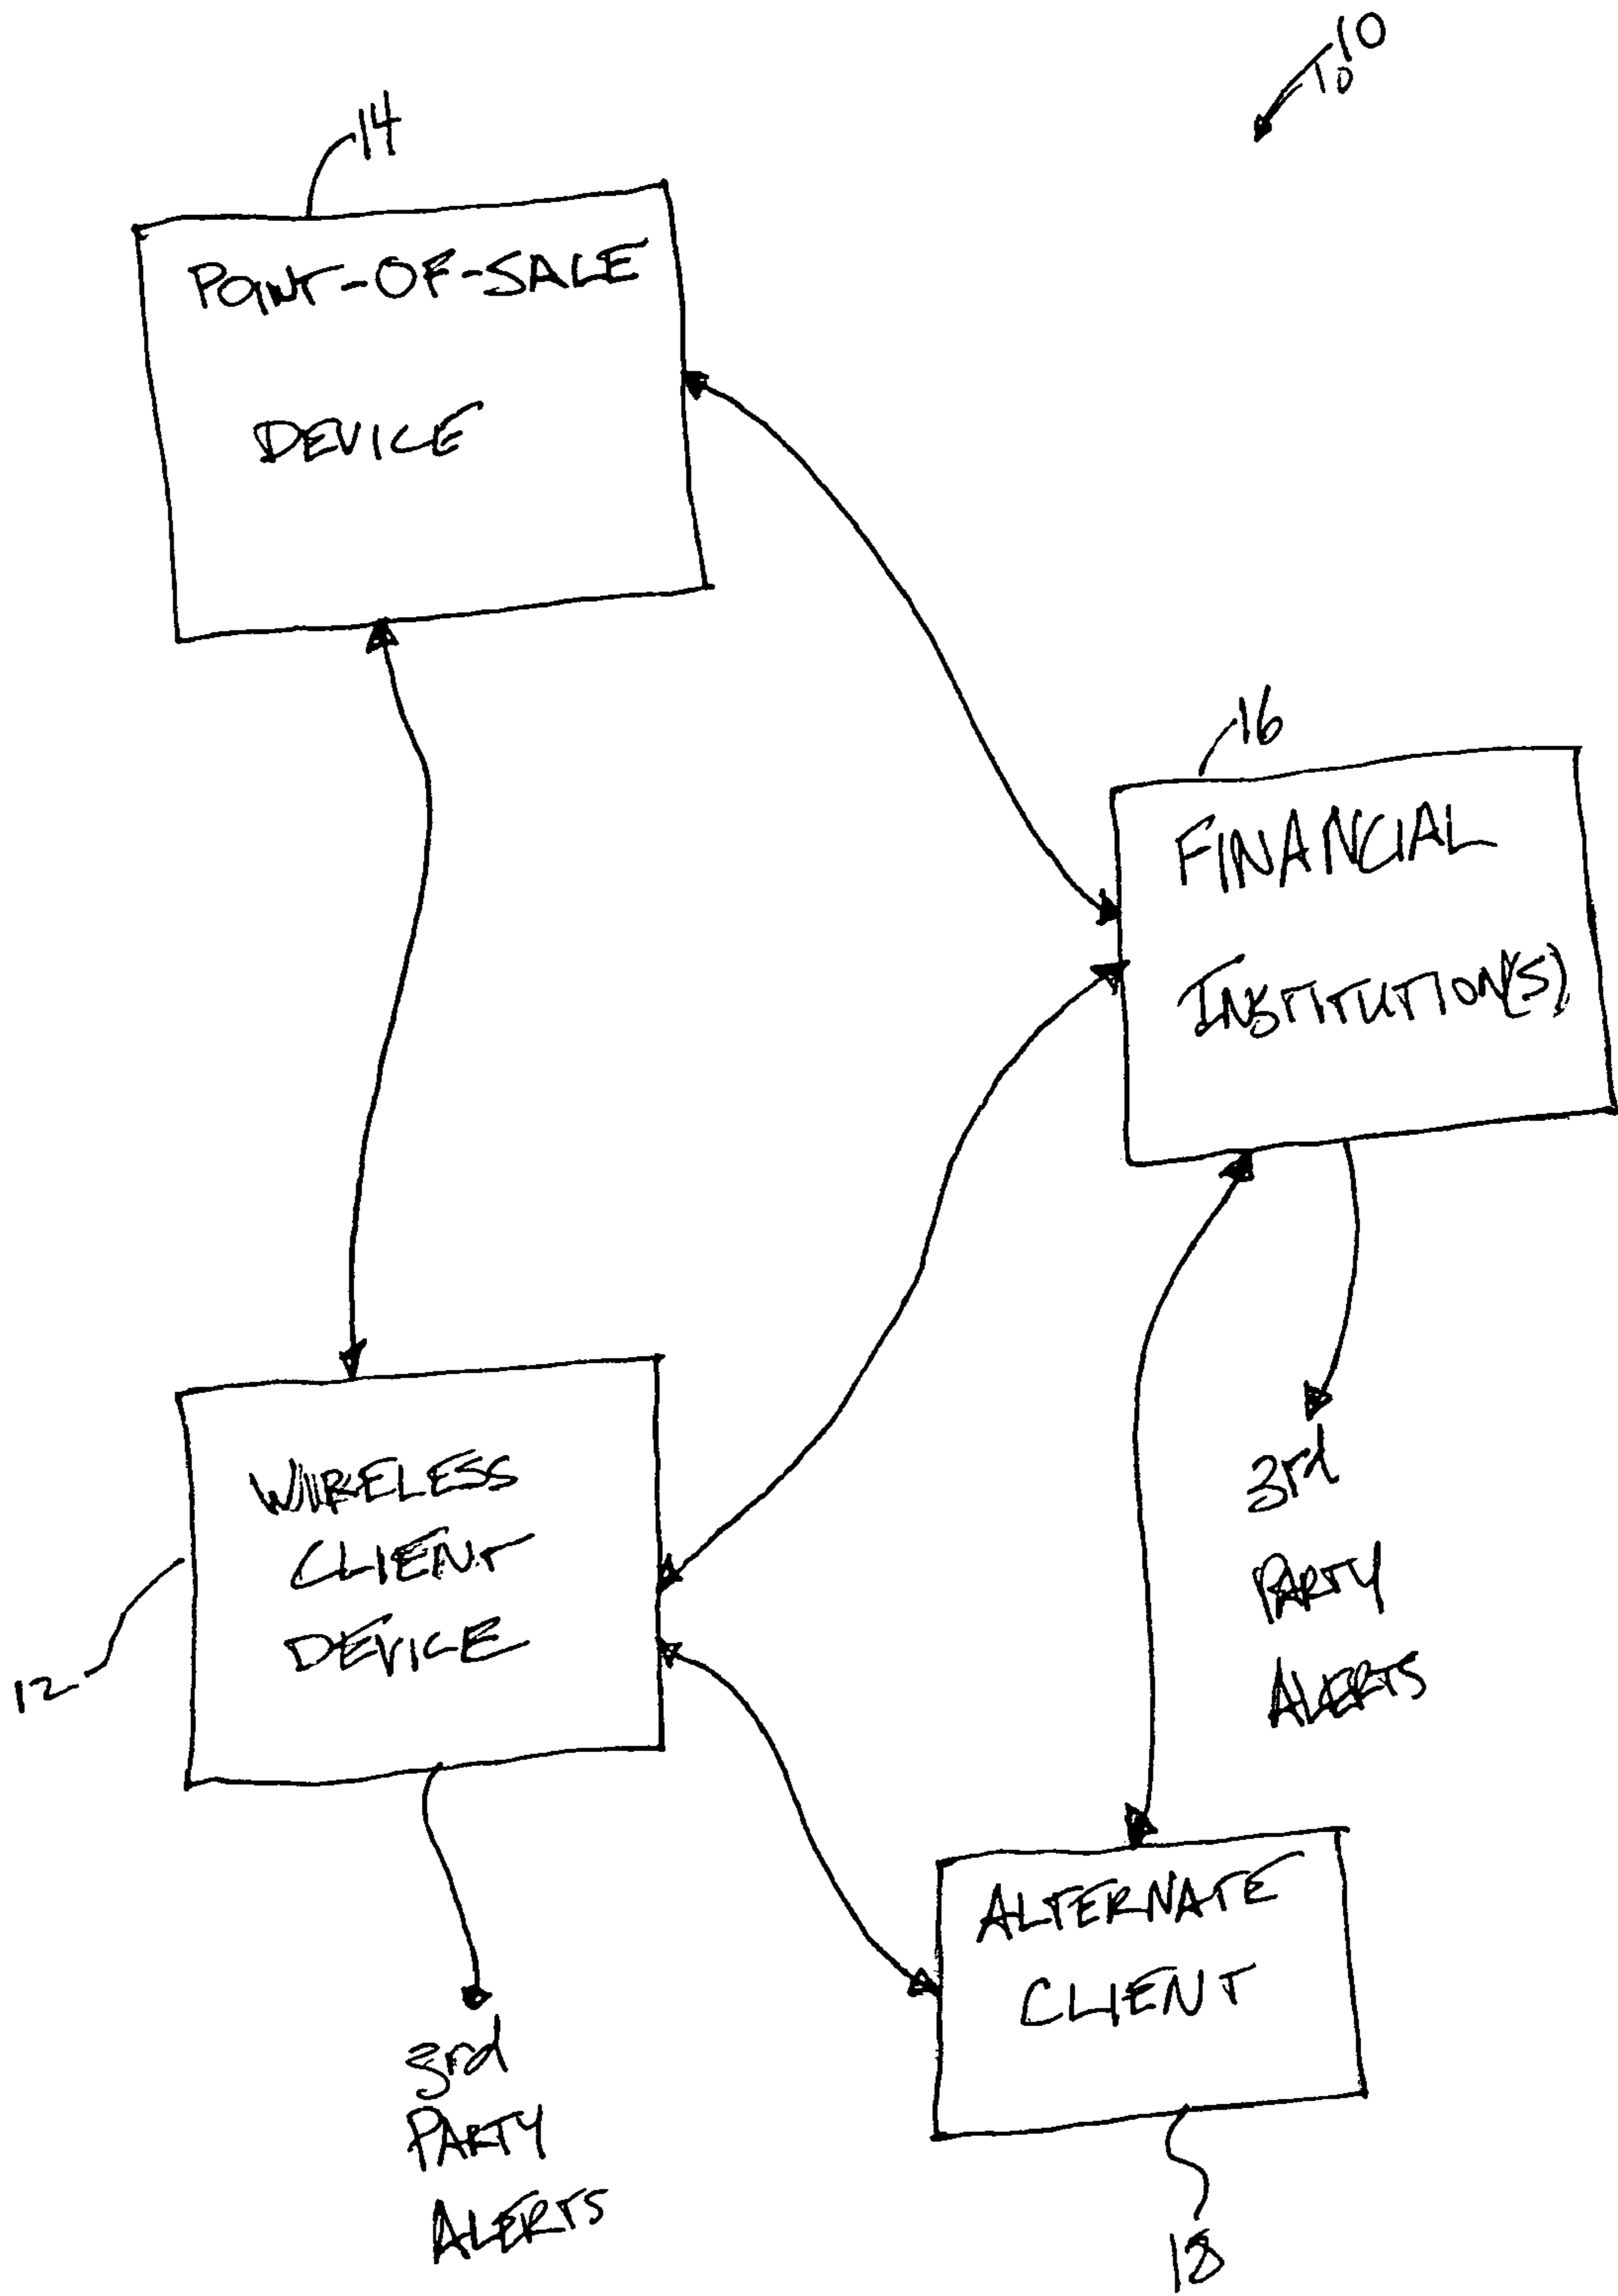 10
14
POINT-OF-SALE
DEVICE
16
FINANCIAL
INSTITUTION(S)
WIRELESS
CLIENT
DEVICE
12
3rd
PARTY
ALERTS
ALTERNATE
CLIENT
3rd
PARTY
ALERTS
18